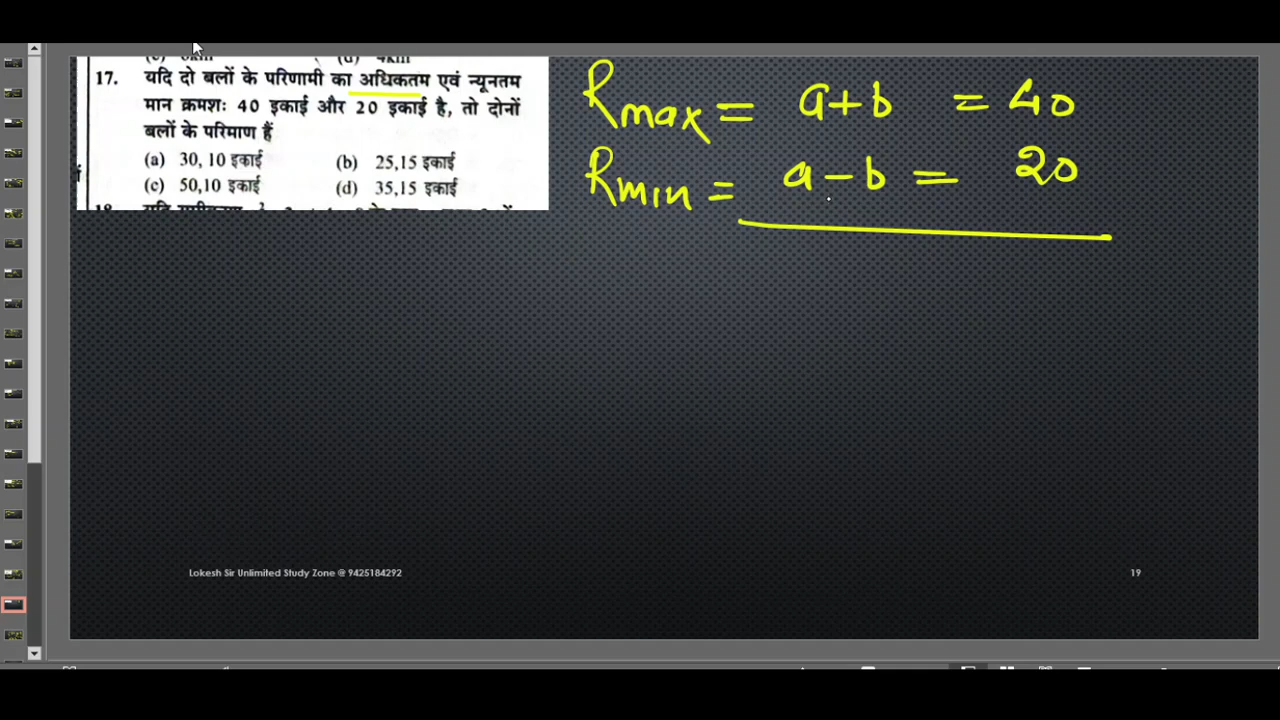 (c) 8km (d) 4km
17. यदि दो बलों के परिणामी का अधिकतम एवं न्यूनतम
मान क्रमशः 40 इकाई और 20 इकाई है, तो दोनों
बलों के परिमाण हैं
(a) 30, 10 इकाई (b) 25,15 इकाई
(c) 50,10 इकाई (d) 35,15 इकाई
Rmax = a+b = 40
Rmin = a-b = 20
Lokesh Sir Unlimited Study Zone @ 9425184292
19